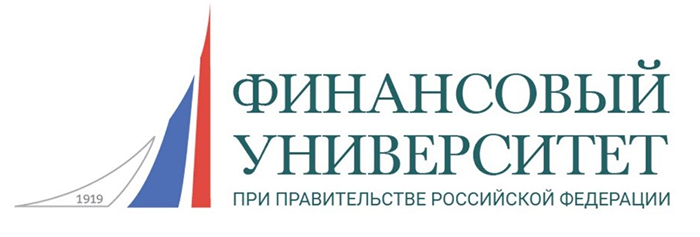 1919
ФИНАНСОВЫЙ
УНИВЕРСИТЕТ
ПРИ ПРАВИТЕЛЬСТВЕ РОССИЙСКОЙ ФЕДЕРАЦИИ